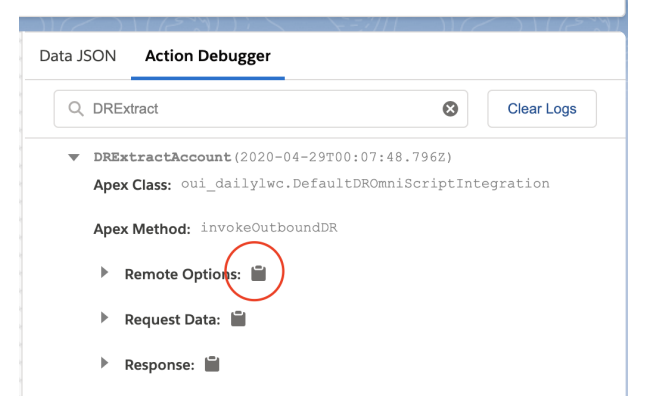 Data JSON Action Debugger
DRExtract Clear Logs
DRExtractAccount(2020-04-29T00:07:48.796Z)
Apex Class: oui_dailylwc.DefaultDROmniScriptIntegration
Apex Method: invokeOutboundDR
Remote Options:
Request Data:
Response: